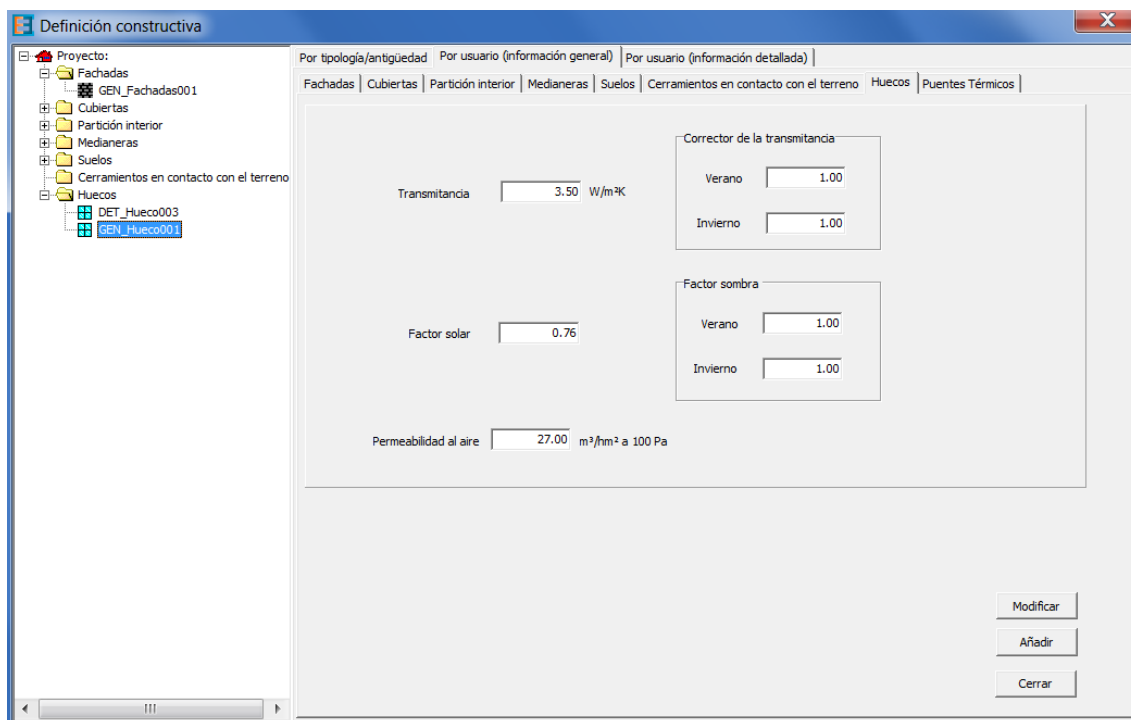 Definición constructiva
X
Proyecto:
Fachadas
GEN_Fachadas001
Cubiertas
Partición interior
Medianeras
Suelos
Cerramientos en contacto con el terreno
Huecos
DET_Hueco003
GEN_Hueco001
Por tipología/antigüedad Por usuario (información general) Por usuario (información detallada)
Fachadas Cubiertas Partición interior Medianeras Suelos Cerramientos en contacto con el terreno Huecos Puentes Térmicos
Corrector de la transmitancia
Verano 1.00
Transmitancia 3.50 W/m²K
Invierno 1.00
Factor sombra
Verano 1.00
Factor solar 0.76
Invierno 1.00
Permeabilidad al aire 27.00 m³/hm² a 100 Pa
Modificar
Añadir
Cerrar